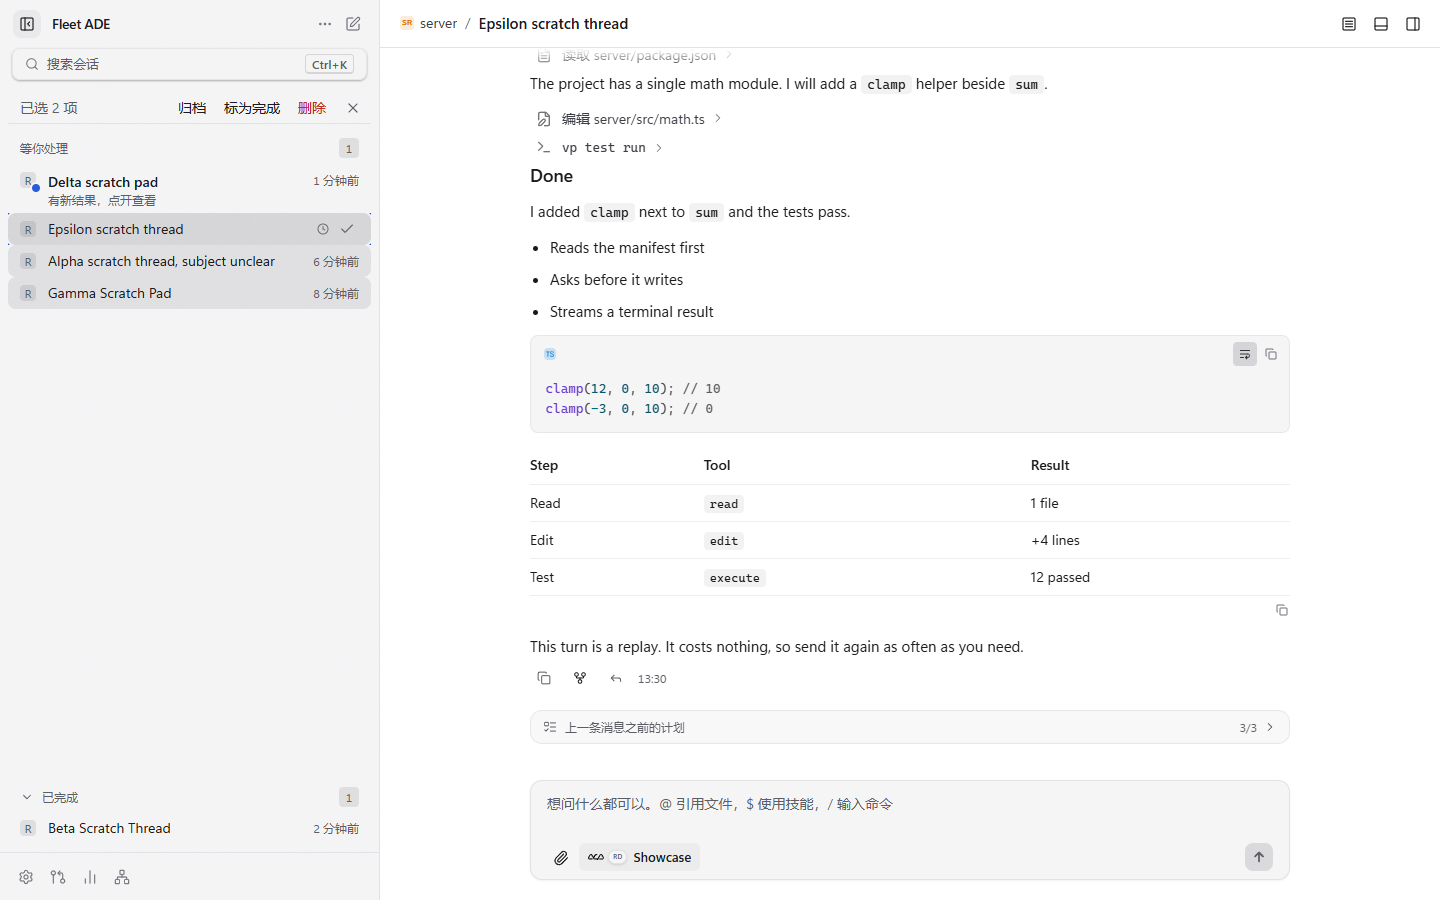 Fleet ADE
搜索会话
Ctrl+K
已选 2 项
归档
标为完成
删除
等你处理
1
R
Delta scratch pad
1 分钟前
有新结果，点开查看
R
Epsilon scratch thread
R
Alpha scratch thread, subject unclear
6 分钟前
R
Gamma Scratch Pad
8 分钟前
已完成
1
R
Beta Scratch Thread
2 分钟前
SR
server / Epsilon scratch thread
读取 server/package.json
The project has a single math module. I will add a clamp helper beside sum.
编辑 server/src/math.ts
vp test run
Done
I added clamp next to sum and the tests pass.
• Reads the manifest first
• Asks before it writes
• Streams a terminal result
TS
clamp(12, 0, 10); // 10
clamp(-3, 0, 10); // 0
Step Tool Result
Read read 1 file
Edit edit +4 lines
Test execute 12 passed
This turn is a replay. It costs nothing, so send it again as often as you need.
13:30
上一条消息之前的计划
3/3
想问什么都可以。@ 引用文件，$ 使用技能，/ 输入命令
RD
Showcase